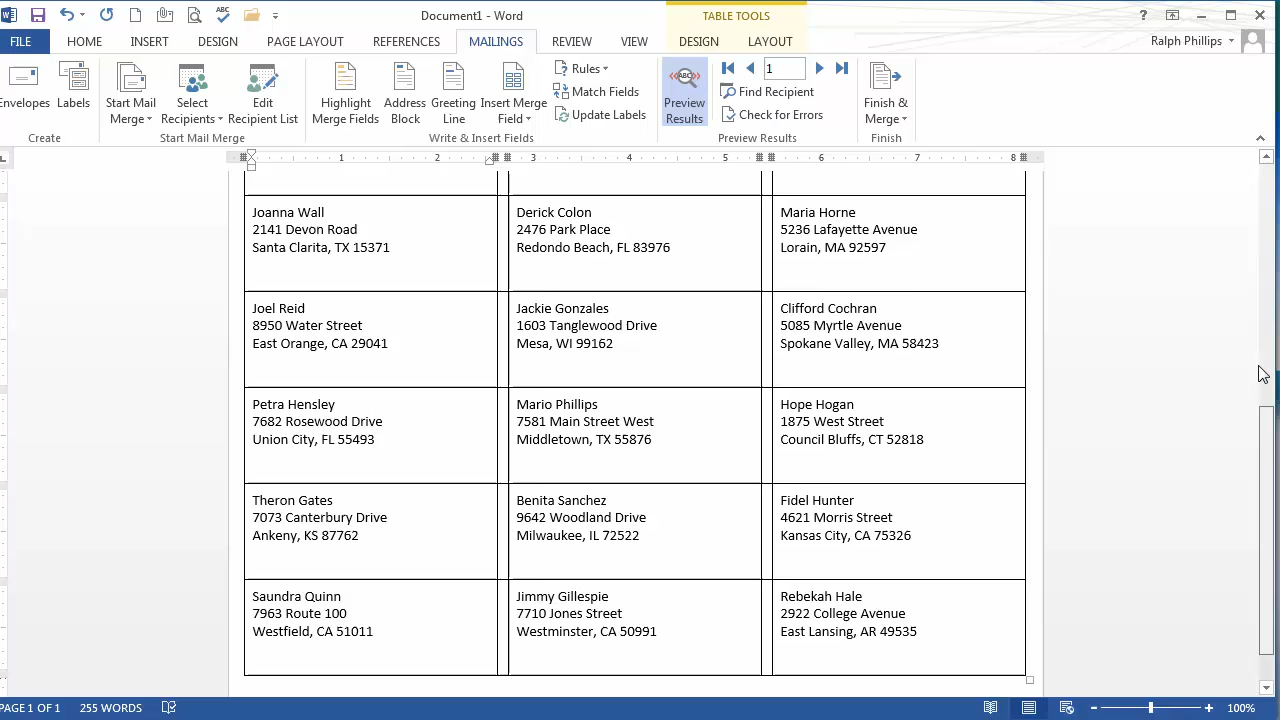 Document1 - Word
TABLE TOOLS
FILE HOME INSERT DESIGN PAGE LAYOUT REFERENCES MAILINGS REVIEW VIEW DESIGN LAYOUT
Ralph Phillips
Envelopes
Labels
Create
Start Mail
Merge
Select
Recipients
Edit
Recipient List
Start Mail Merge
Highlight
Merge Fields
Address
Block
Greeting
Line
Insert Merge
Field
Rules
Match Fields
Update Labels
Write & Insert Fields
ABC
Preview
Results
1
Find Recipient
Check for Errors
Preview Results
Finish &
Merge
Finish
1 2 3 4 5 6 7 8
Joanna Wall
2141 Devon Road
Santa Clarita, TX 15371
Derick Colon
2476 Park Place
Redondo Beach, FL 83976
Maria Horne
5236 Lafayette Avenue
Lorain, MA 92597
Joel Reid
8950 Water Street
East Orange, CA 29041
Jackie Gonzales
1603 Tanglewood Drive
Mesa, WI 99162
Clifford Cochran
5085 Myrtle Avenue
Spokane Valley, MA 58423
Petra Hensley
7682 Rosewood Drive
Union City, FL 55493
Mario Phillips
7581 Main Street West
Middletown, TX 55876
Hope Hogan
1875 West Street
Council Bluffs, CT 52818
Theron Gates
7073 Canterbury Drive
Ankeny, KS 87762
Benita Sanchez
9642 Woodland Drive
Milwaukee, IL 72522
Fidel Hunter
4621 Morris Street
Kansas City, CA 75326
Saundra Quinn
7963 Route 100
Westfield, CA 51011
Jimmy Gillespie
7710 Jones Street
Westminster, CA 50991
Rebekah Hale
2922 College Avenue
East Lansing, AR 49535
PAGE 1 OF 1 255 WORDS 100%